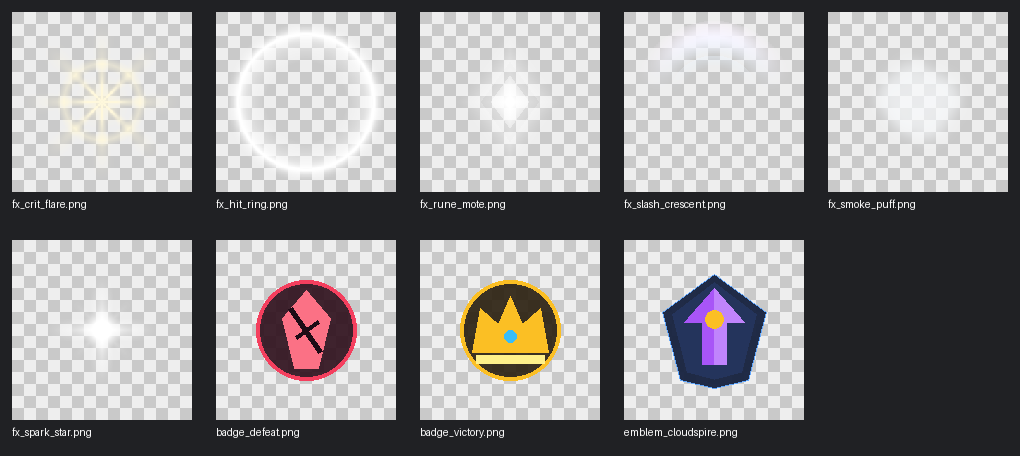 fx_crit_flare.png
fx_hit_ring.png
fx_rune_mote.png
fx_slash_crescent.png
fx_smoke_puff.png
fx_spark_star.png
badge_defeat.png
badge_victory.png
emblem_cloudspire.png